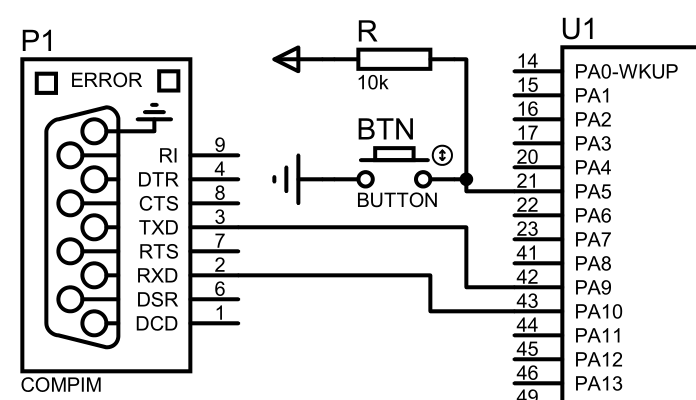 P1
ERROR
RI 9
DTR 4
CTS 8
TXD 3
RTS 7
RXD 2
DSR 6
DCD 1
COMPIM
R
10k
BTN
BUTTON
U1
14 PA0-WKUP
15 PA1
16 PA2
17 PA3
20 PA4
21 PA5
22 PA6
23 PA7
41 PA8
42 PA9
43 PA10
44 PA11
45 PA12
46 PA13
49